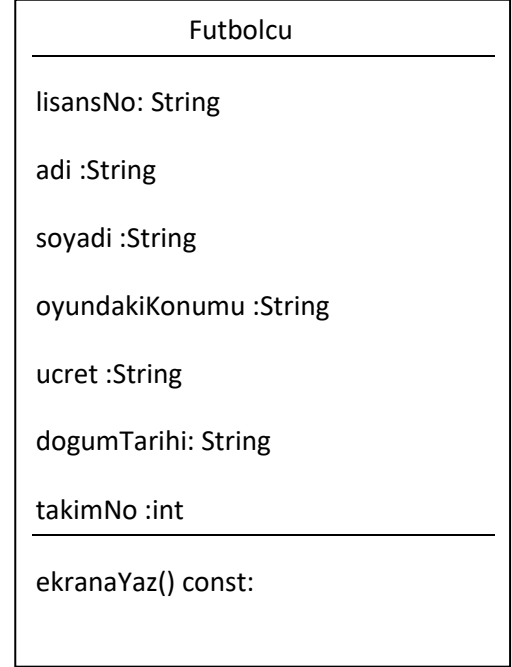 Futbolcu
lisansNo: String
adi :String
soyadi :String
oyundakiKonumu :String
ucret :String
dogumTarihi: String
takimNo :int
ekranaYaz() const: